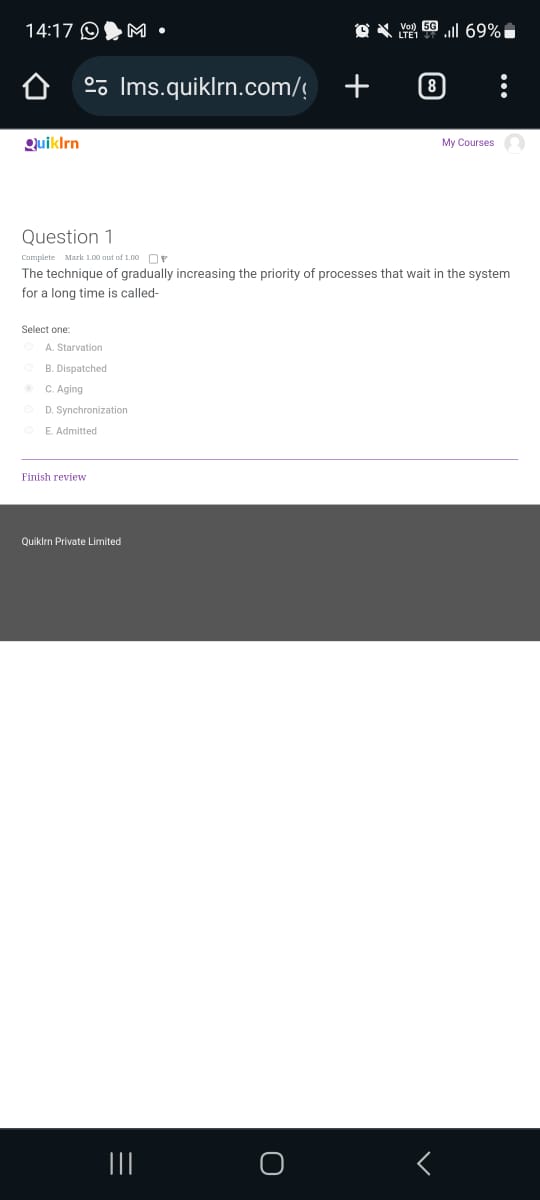 14:17 Vo) LTE1 5G 69%
lms.quiklrn.com/ 8
Quiklrn My Courses
Question 1
Complete Mark 1.00 out of 1.00
The technique of gradually increasing the priority of processes that wait in the system
for a long time is called-
Select one:
A. Starvation
B. Dispatched
C. Aging
D. Synchronization
E. Admitted
Finish review
Quiklrn Private Limited